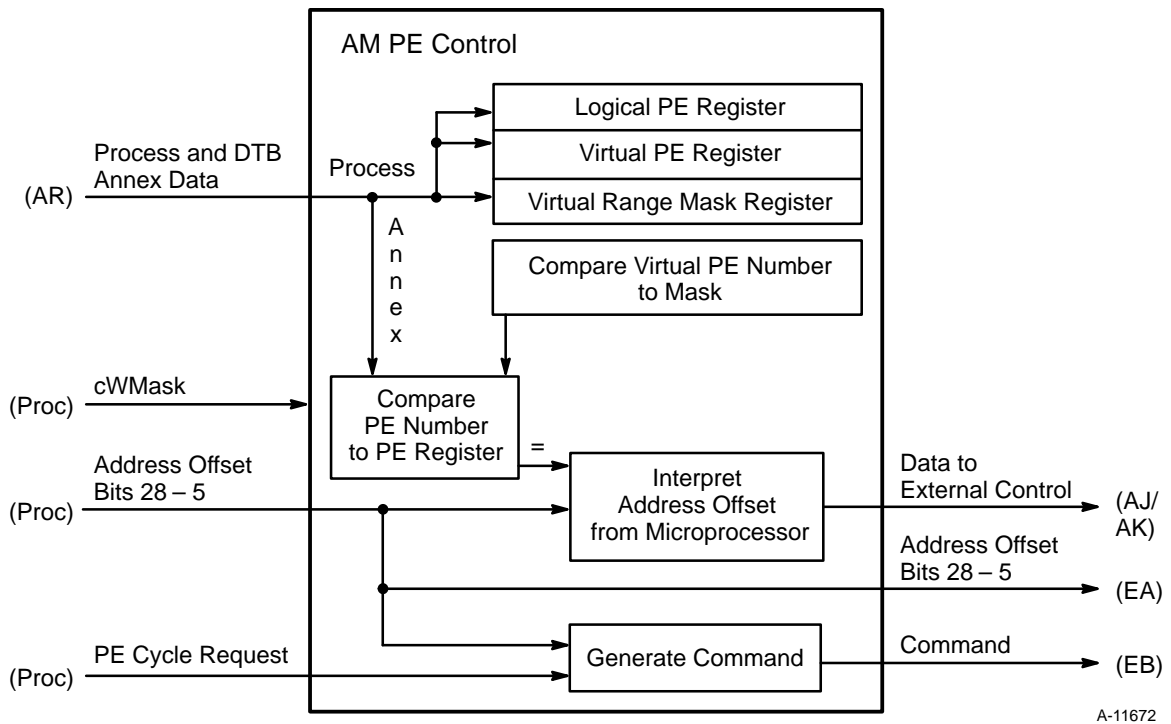 AM PE Control
Logical PE Register
Virtual PE Register
Virtual Range Mask Register
Process and DTB
Annex Data
(AR)
Process
A
n
n
e
x
Compare Virtual PE Number
to Mask
cWMask
(Proc)
Compare
PE Number
to PE Register
=
Address Offset
Bits 28 – 5
(Proc)
Interpret
Address Offset
from Microprocessor
Data to
External Control
(AJ/
AK)
Address Offset
Bits 28 – 5
(EA)
PE Cycle Request
(Proc)
Generate Command
Command
(EB)
A-11672